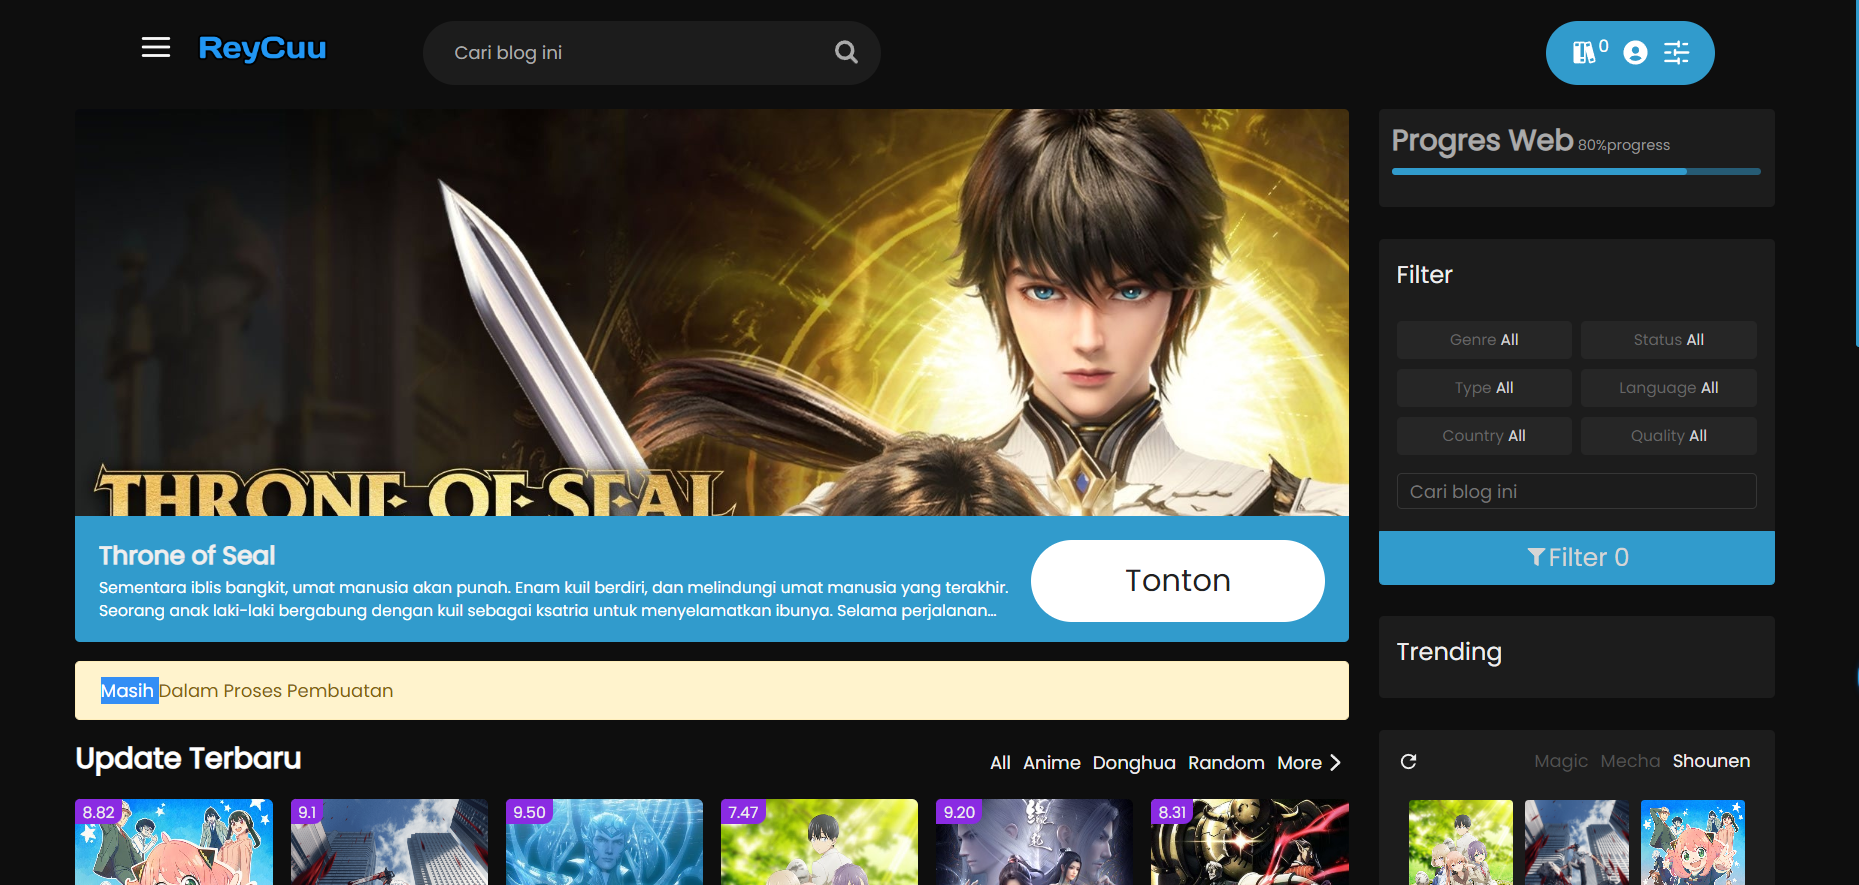 ReyCuu
Cari blog ini
0
THRONE OF SEAL
Throne of Seal
Sementara iblis bangkit, umat manusia akan punah. Enam kuil berdiri, dan melindungi umat manusia yang terakhir.
Seorang anak laki-laki bergabung dengan kuil sebagai ksatria untuk menyelamatkan ibunya. Selama perjalanan...
Tonton
Masih Dalam Proses Pembuatan
Update Terbaru
All Anime Donghua Random More
8.82
9.1
9.50
7.47
9.20
8.31
Progres Web 80%progress
Filter
Genre All
Status All
Type All
Language All
Country All
Quality All
Cari blog ini
Filter 0
Trending
Magic Mecha Shounen